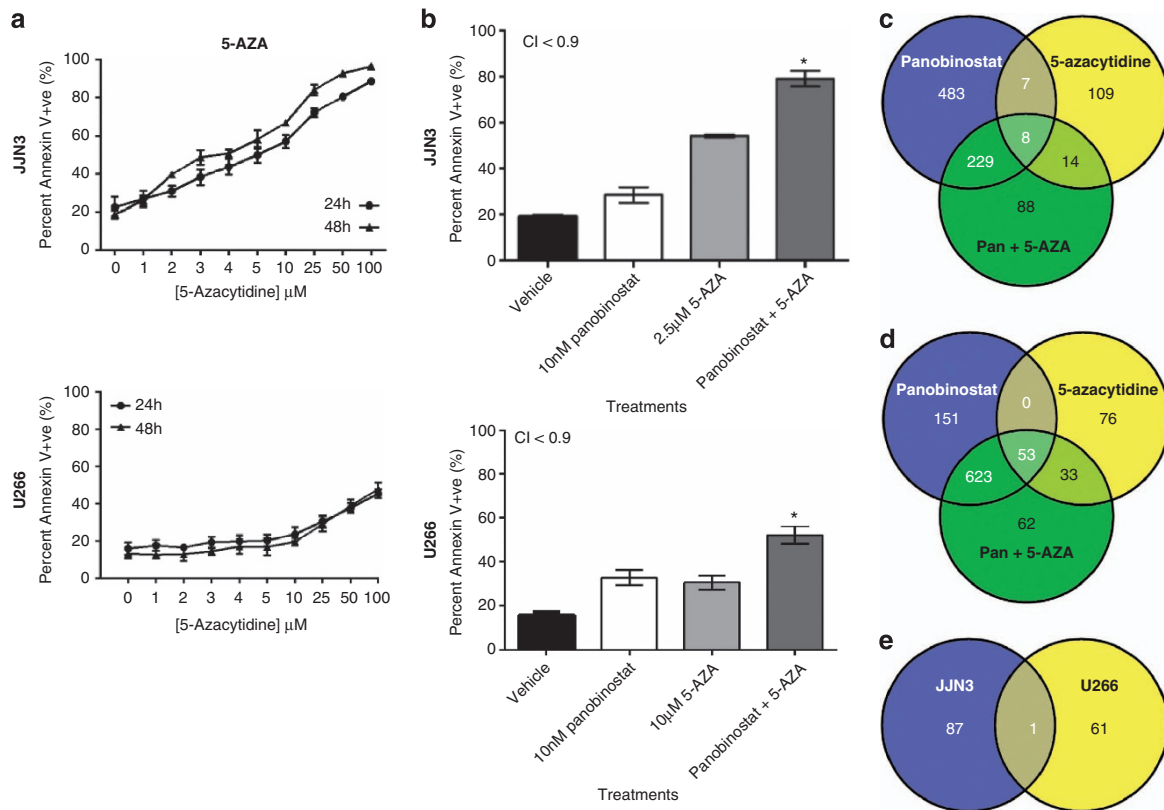 a
5-AZA
JJN3
Percent Annexin V+ve (%)
100
80
60
40
20
0
24h
48h
0 1 2 3 4 5 10 25 50 100
[5-Azacytidine] μM
U266
Percent Annexin V+ve (%)
100
80
60
40
20
0
24h
48h
0 1 2 3 4 5 10 25 50 100
[5-Azacytidine] μM
b
CI < 0.9
JJN3
Percent Annexin V+ve (%)
100
80
60
40
20
0
*
Vehicle
10nM panobinostat
2.5μM 5-AZA
Panobinostat + 5-AZA
Treatments
CI < 0.9
U266
Percent Annexin V+ve (%)
100
80
60
40
20
0
*
Vehicle
10nM panobinostat
10μM 5-AZA
Panobinostat + 5-AZA
Treatments
c
Panobinostat
5-azacytidine
483
7
109
8
229
14
88
Pan + 5-AZA
d
Panobinostat
5-azacytidine
151
0
76
53
623
33
62
Pan + 5-AZA
e
JJN3
U266
87
1
61